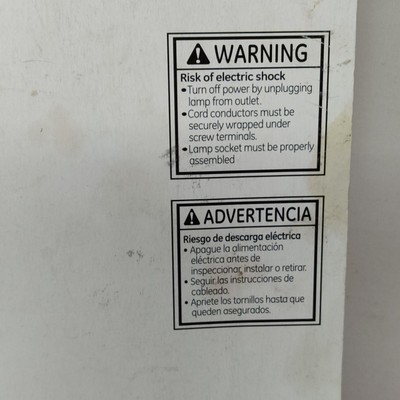 ⚠ WARNING
Risk of electric shock
•Turn off power by unplugging
lamp from outlet.
•Cord conductors must be
securely wrapped under
screw terminals.
•Lamp socket must be properly
assembled
⚠ ADVERTENCIA
Riesgo de descarga eléctrica
• Apague la alimentación
eléctrica antes de
inspeccionar, instalar o retirar.
• Seguir las instrucciones de
cableado.
• Apriete los tornillos hasta que
queden asegurados.